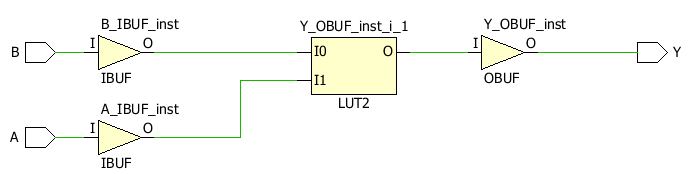 B_IBUF_inst
B
I
O
IBUF
Y_OBUF_inst_i_1
I0
O
I1
LUT2
Y_OBUF_inst
I
O
OBUF
Y
A_IBUF_inst
A
I
O
IBUF